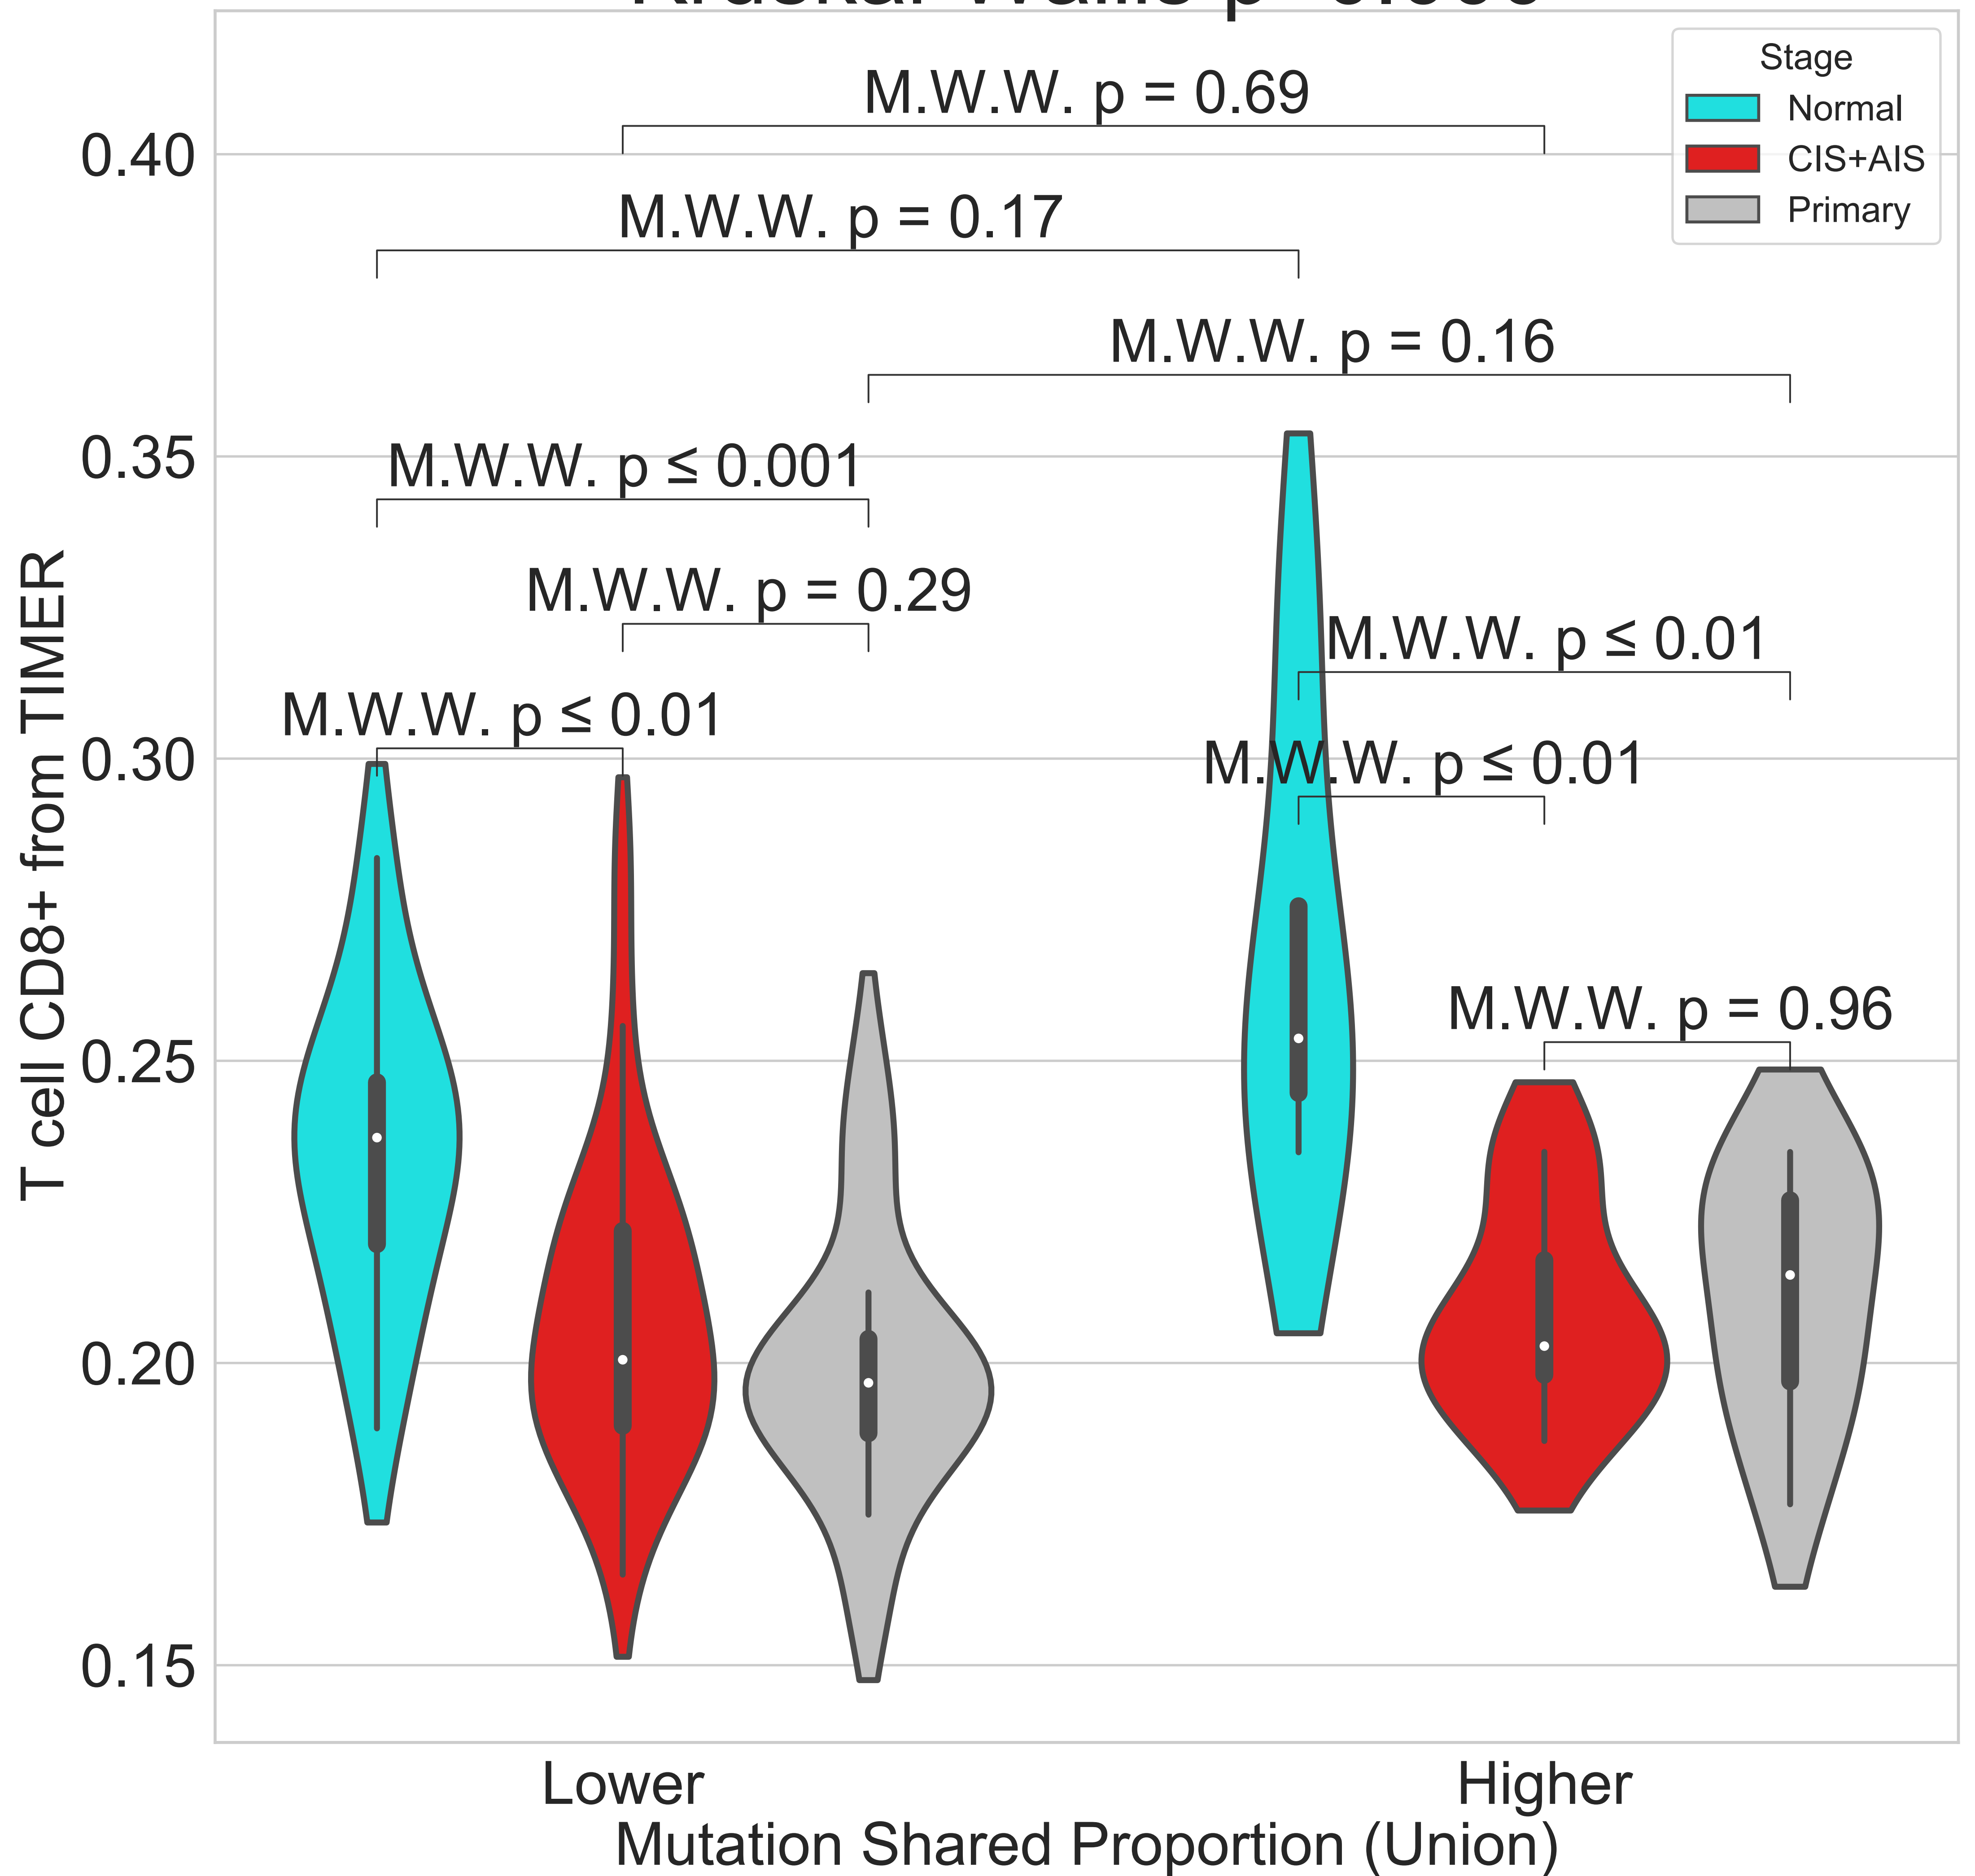 Stage
Normal
CIS+AIS
Primary
M.W.W. p = 0.69
M.W.W. p = 0.17
M.W.W. p = 0.16
M.W.W. p ≤ 0.001
M.W.W. p = 0.29
M.W.W. p ≤ 0.01
M.W.W. p ≤ 0.01
M.W.W. p ≤ 0.01
M.W.W. p = 0.96
0.40
0.35
0.30
0.25
0.20
0.15
T cell CD8+ from TIMER
Lower
Higher
Mutation Shared Proportion (Union)